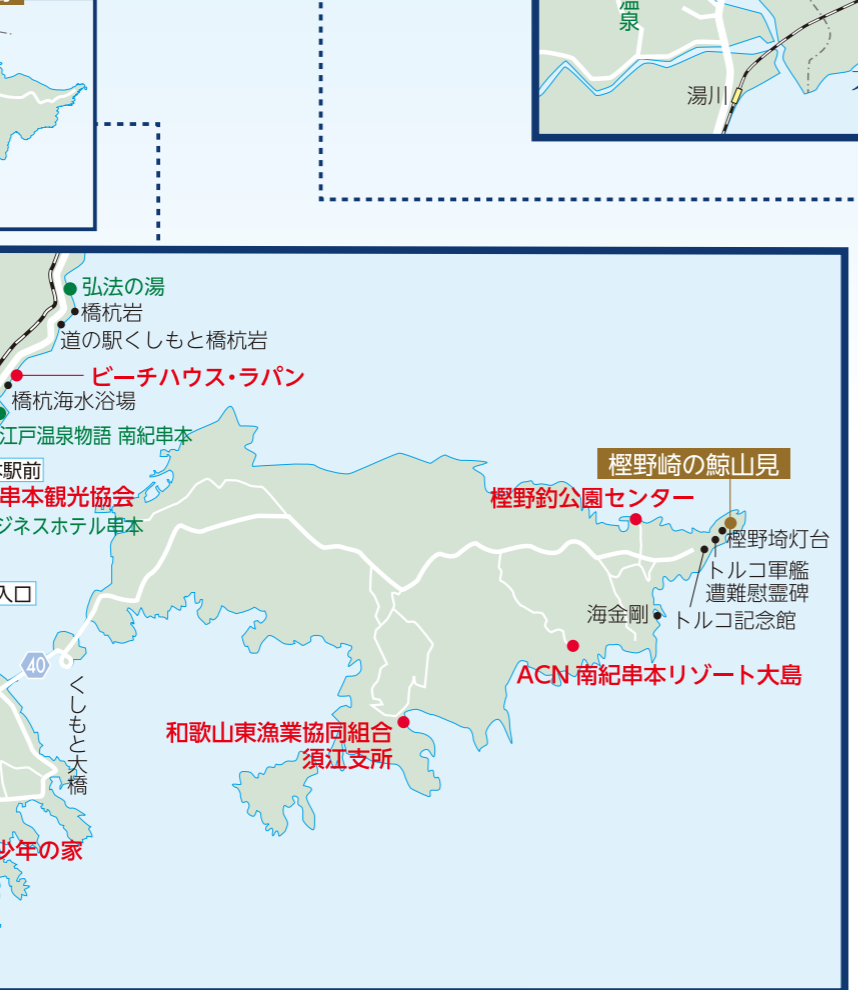 温泉
湯川
弘法の湯
橋杭岩
道の駅くしもと橋杭岩
ビーチハウス・ラパン
橋杭海水浴場
江戸温泉物語 南紀串本
駅前
串本観光協会
ジネスホテル串本
入口
樫野崎の鯨山見
樫野釣公園センター
樫野埼灯台
トルコ軍艦
遭難慰霊碑
海金剛
トルコ記念館
ACN 南紀串本リゾート大島
40
くしもと大橋
和歌山東漁業協同組合
須江支所
少年の家